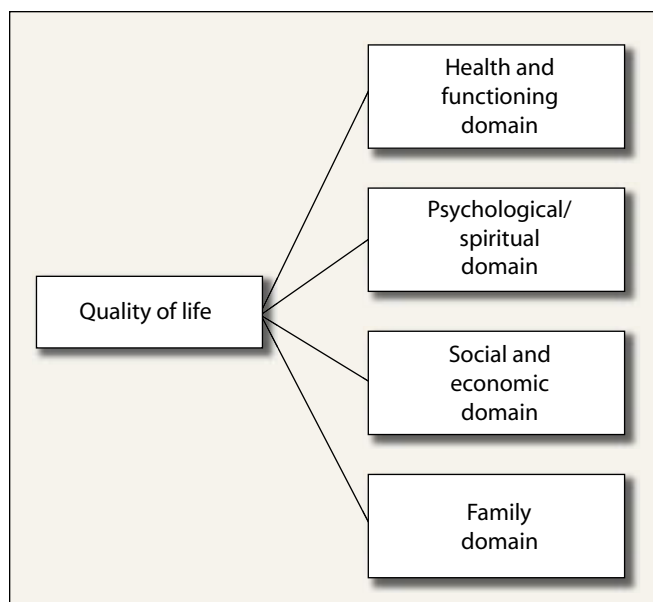 Health and
functioning
domain
Psychological/
spiritual
domain
Quality of life
Social and
economic
domain
Family
domain